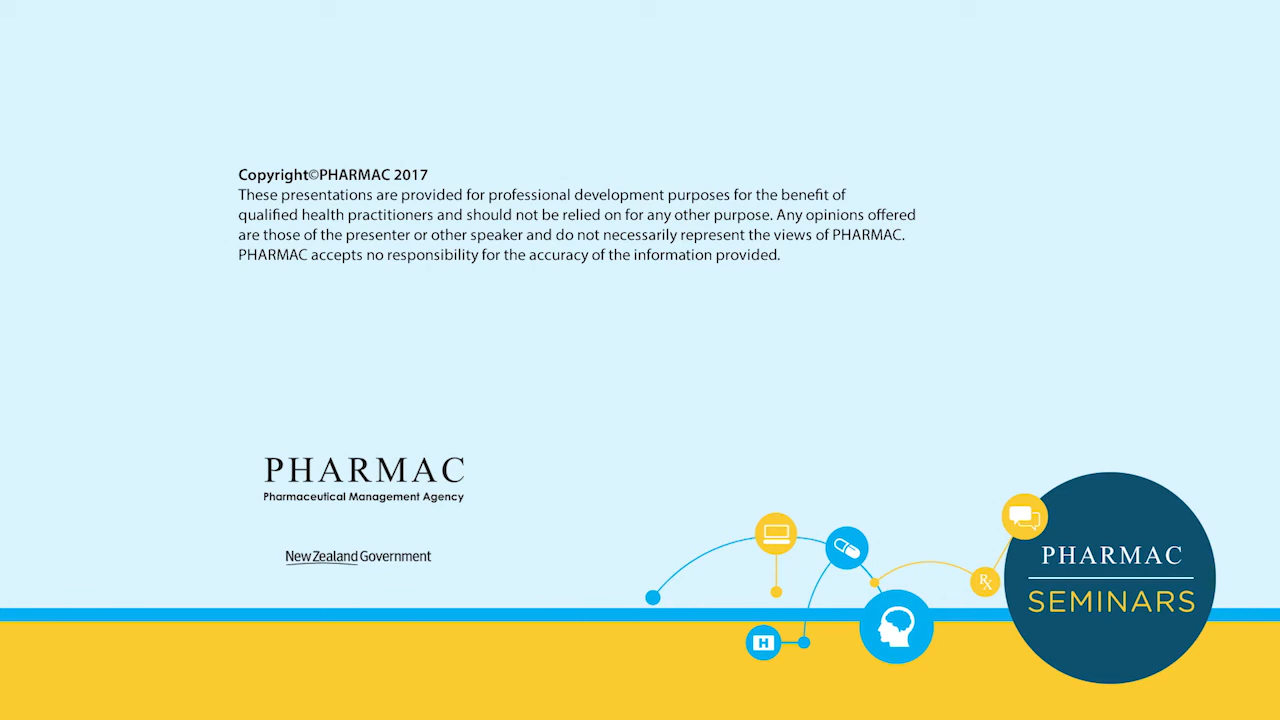 Copyright©PHARMAC 2017
These presentations are provided for professional development purposes for the benefit of
qualified health practitioners and should not be relied on for any other purpose. Any opinions offered
are those of the presenter or other speaker and do not necessarily represent the views of PHARMAC.
PHARMAC accepts no responsibility for the accuracy of the information provided.
PHARMAC
Pharmaceutical Management Agency
New Zealand Government
H
Rx
PHARMAC
SEMINARS